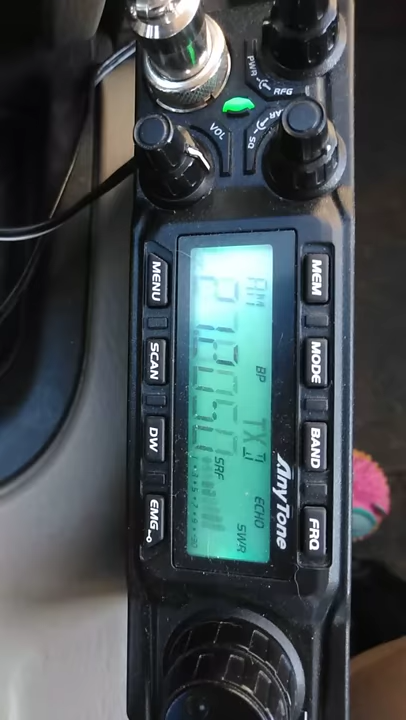 PWR
RFG
SQ
VOL
MEM MODE BAND FRQ
AnyTone
AM BP TX ECHO SWR
SRF
MENU SCAN DW EMG